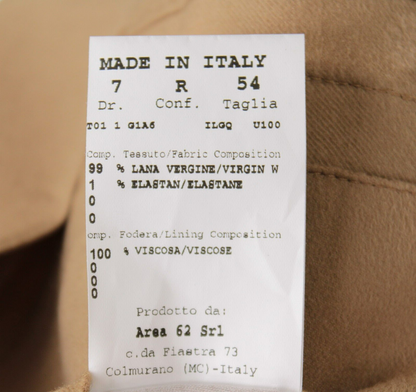 MADE IN ITALY
7 R 54
Dr. Conf. Taglia
T01 1 G1A6 ILGQ U100
Comp. Tessuto/Fabric Composition
99 % LANA VERGINE/VIRGIN W
1 % ELASTAN/ELASTANE
0
0
omp. Fodera/Lining Composition
100 % VISCOSA/VISCOSE
0
0
0
Prodotto da:
Area 62 Srl
c.da Fiastra 73
Colmurano (MC)-Italy